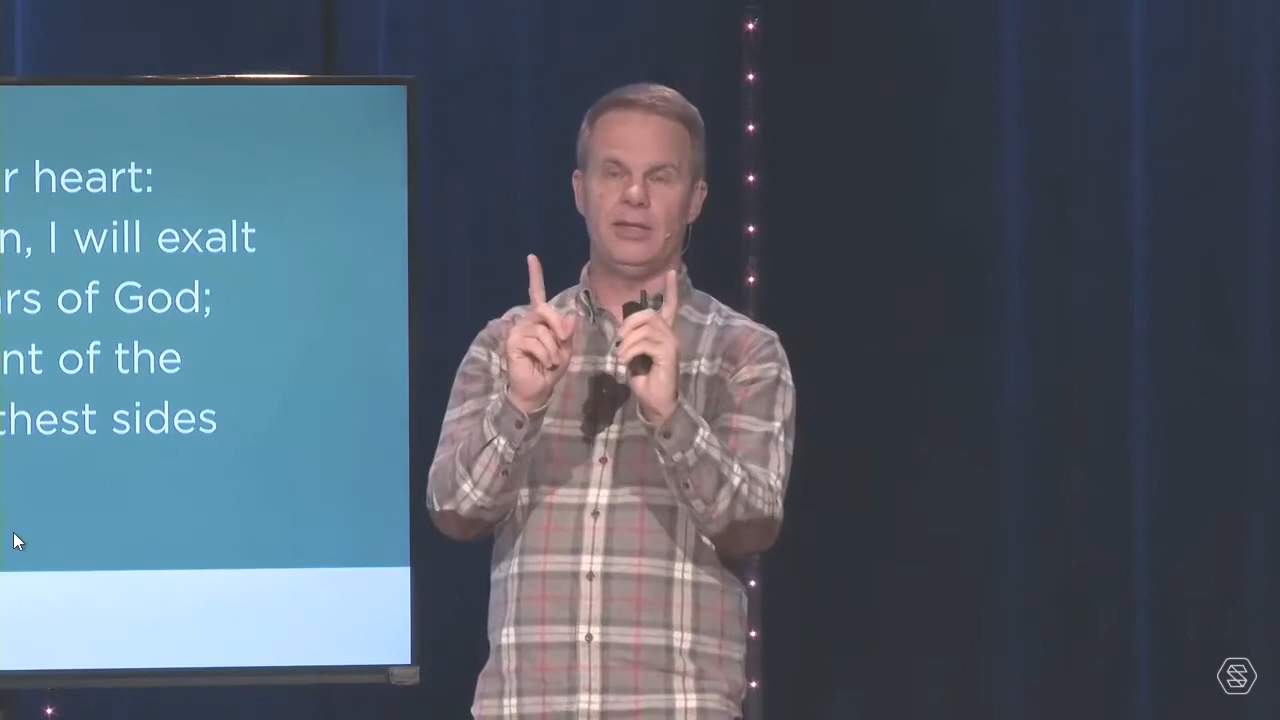 r heart:
n, I will exalt
rs of God;
nt of the
thest sides